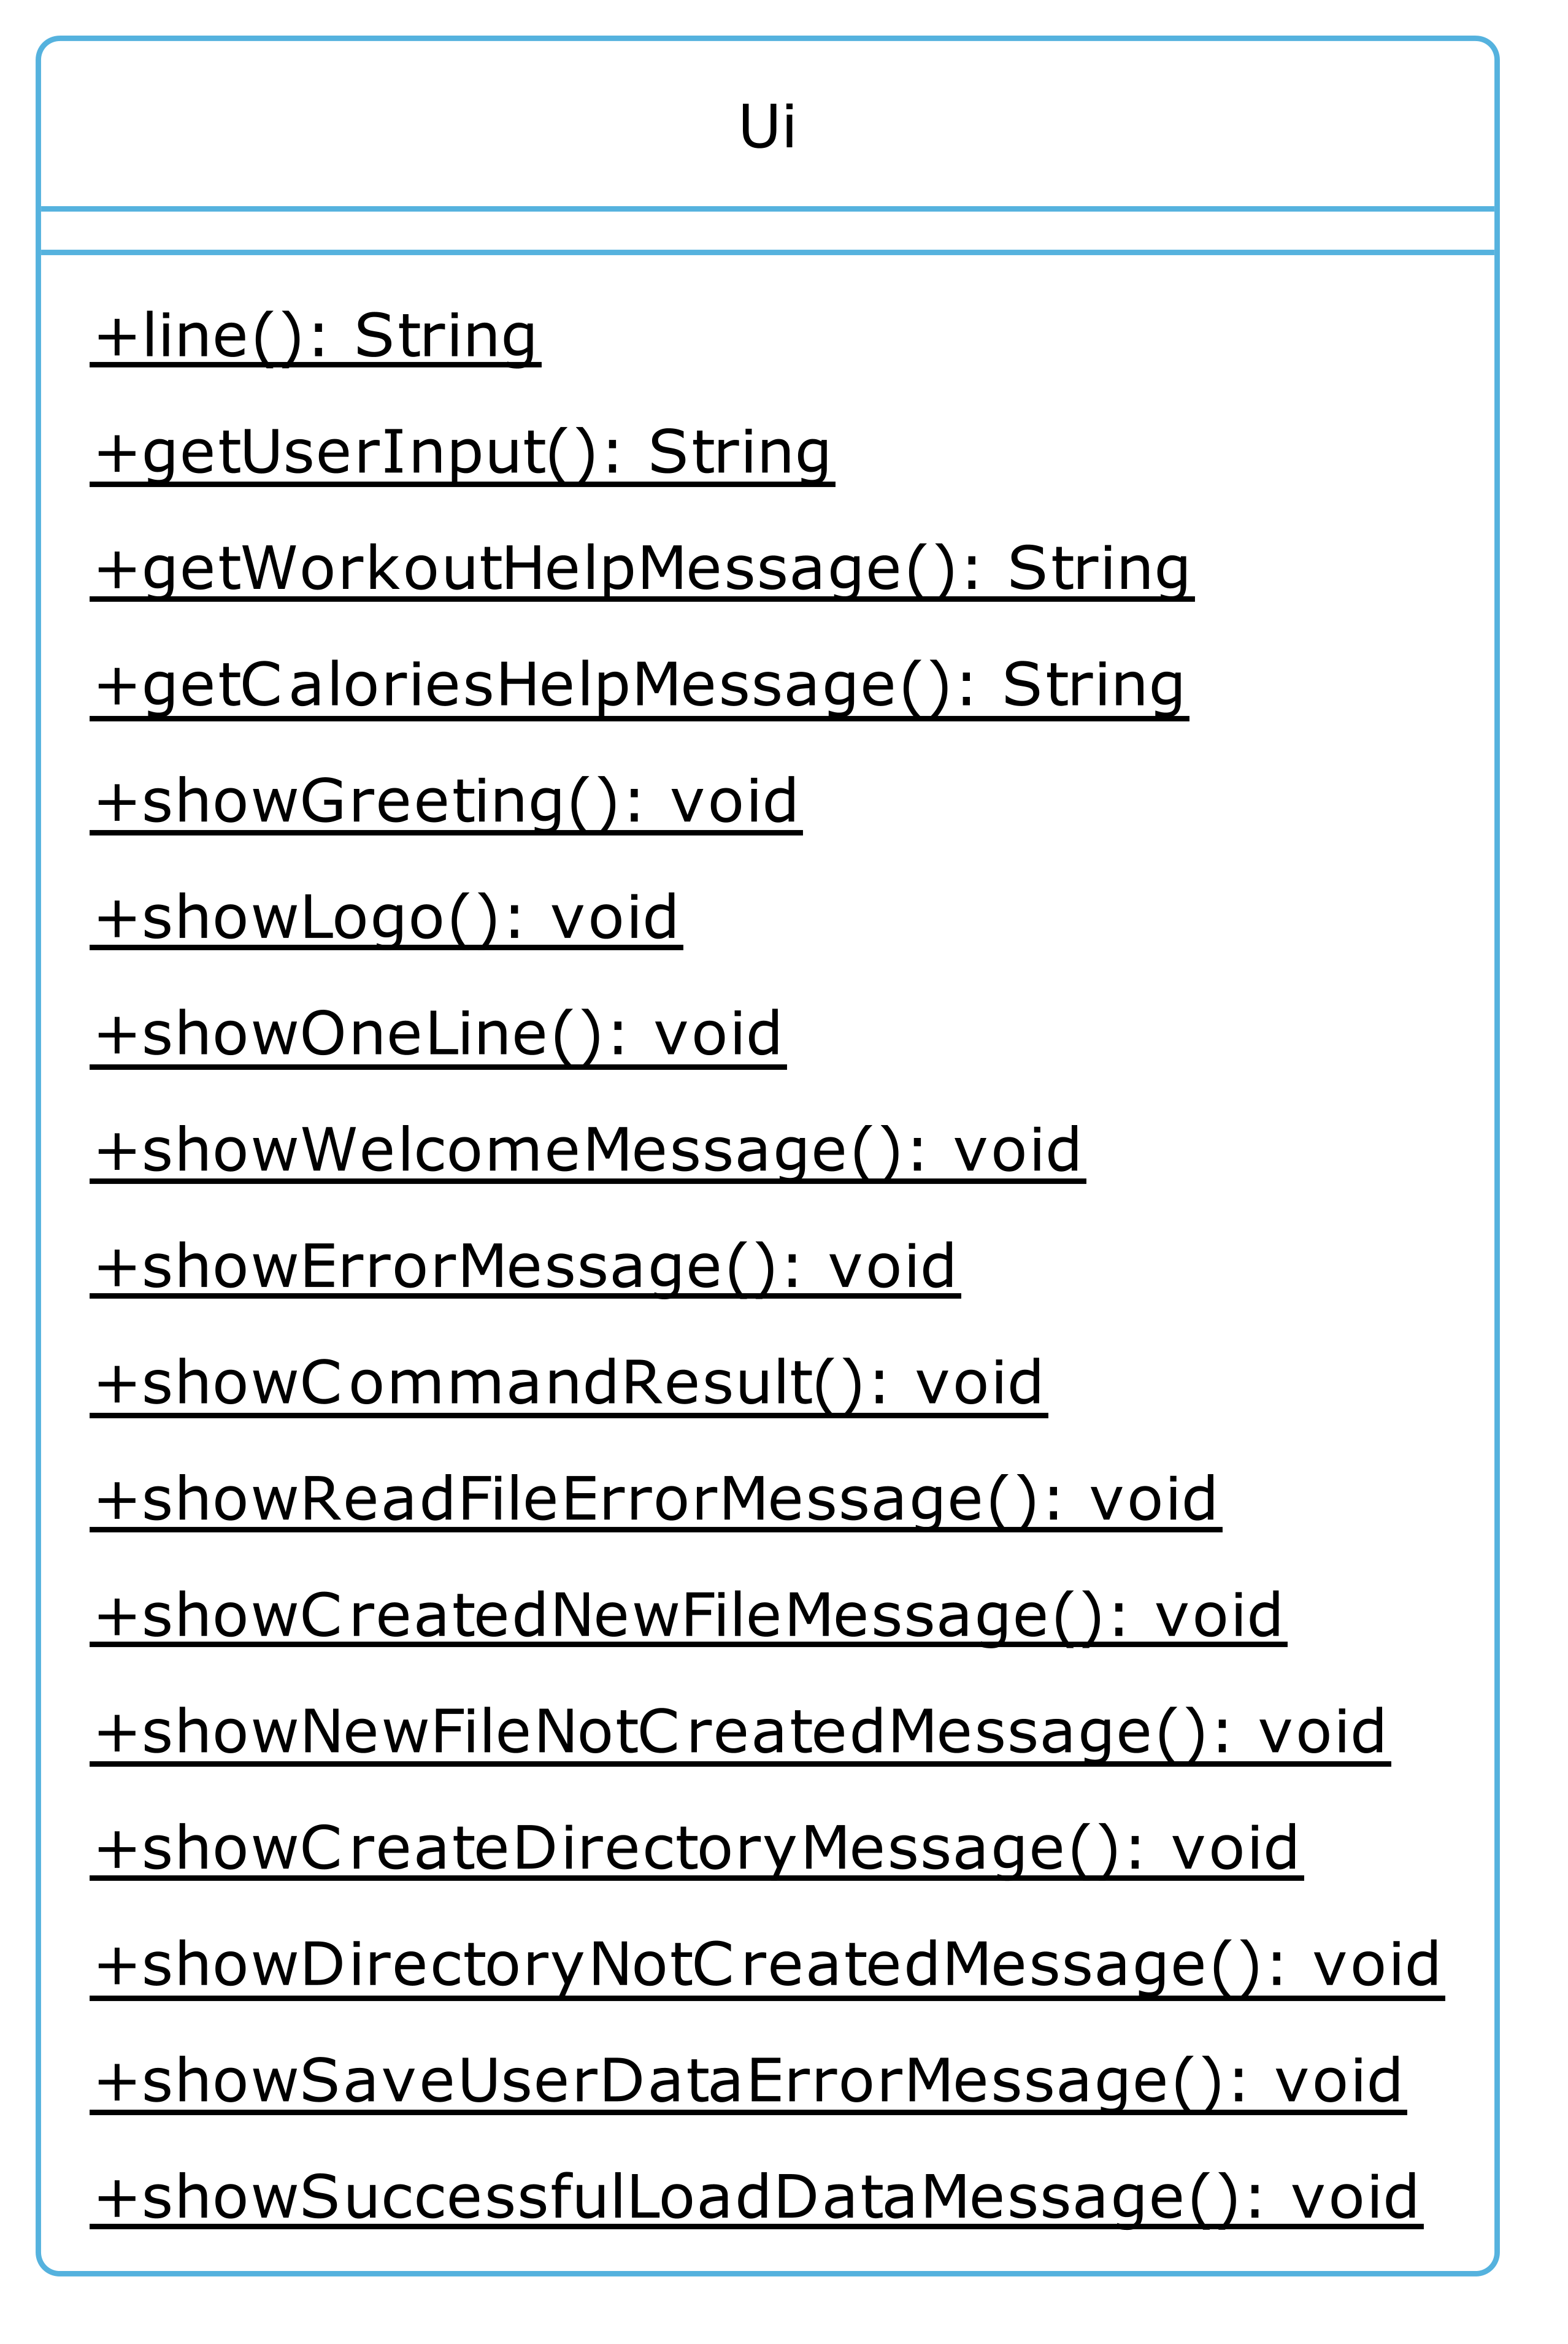 Ui
+line(): String
+getUserInput(): String
+getWorkoutHelpMessage(): String
+getCaloriesHelpMessage(): String
+showGreeting(): void
+showLogo(): void
+showOneLine(): void
+showWelcomeMessage(): void
+showErrorMessage(): void
+showCommandResult(): void
+showReadFileErrorMessage(): void
+showCreatedNewFileMessage(): void
+showNewFileNotCreatedMessage(): void
+showCreateDirectoryMessage(): void
+showDirectoryNotCreatedMessage(): void
+showSaveUserDataErrorMessage(): void
+showSuccessfulLoadDataMessage(): void